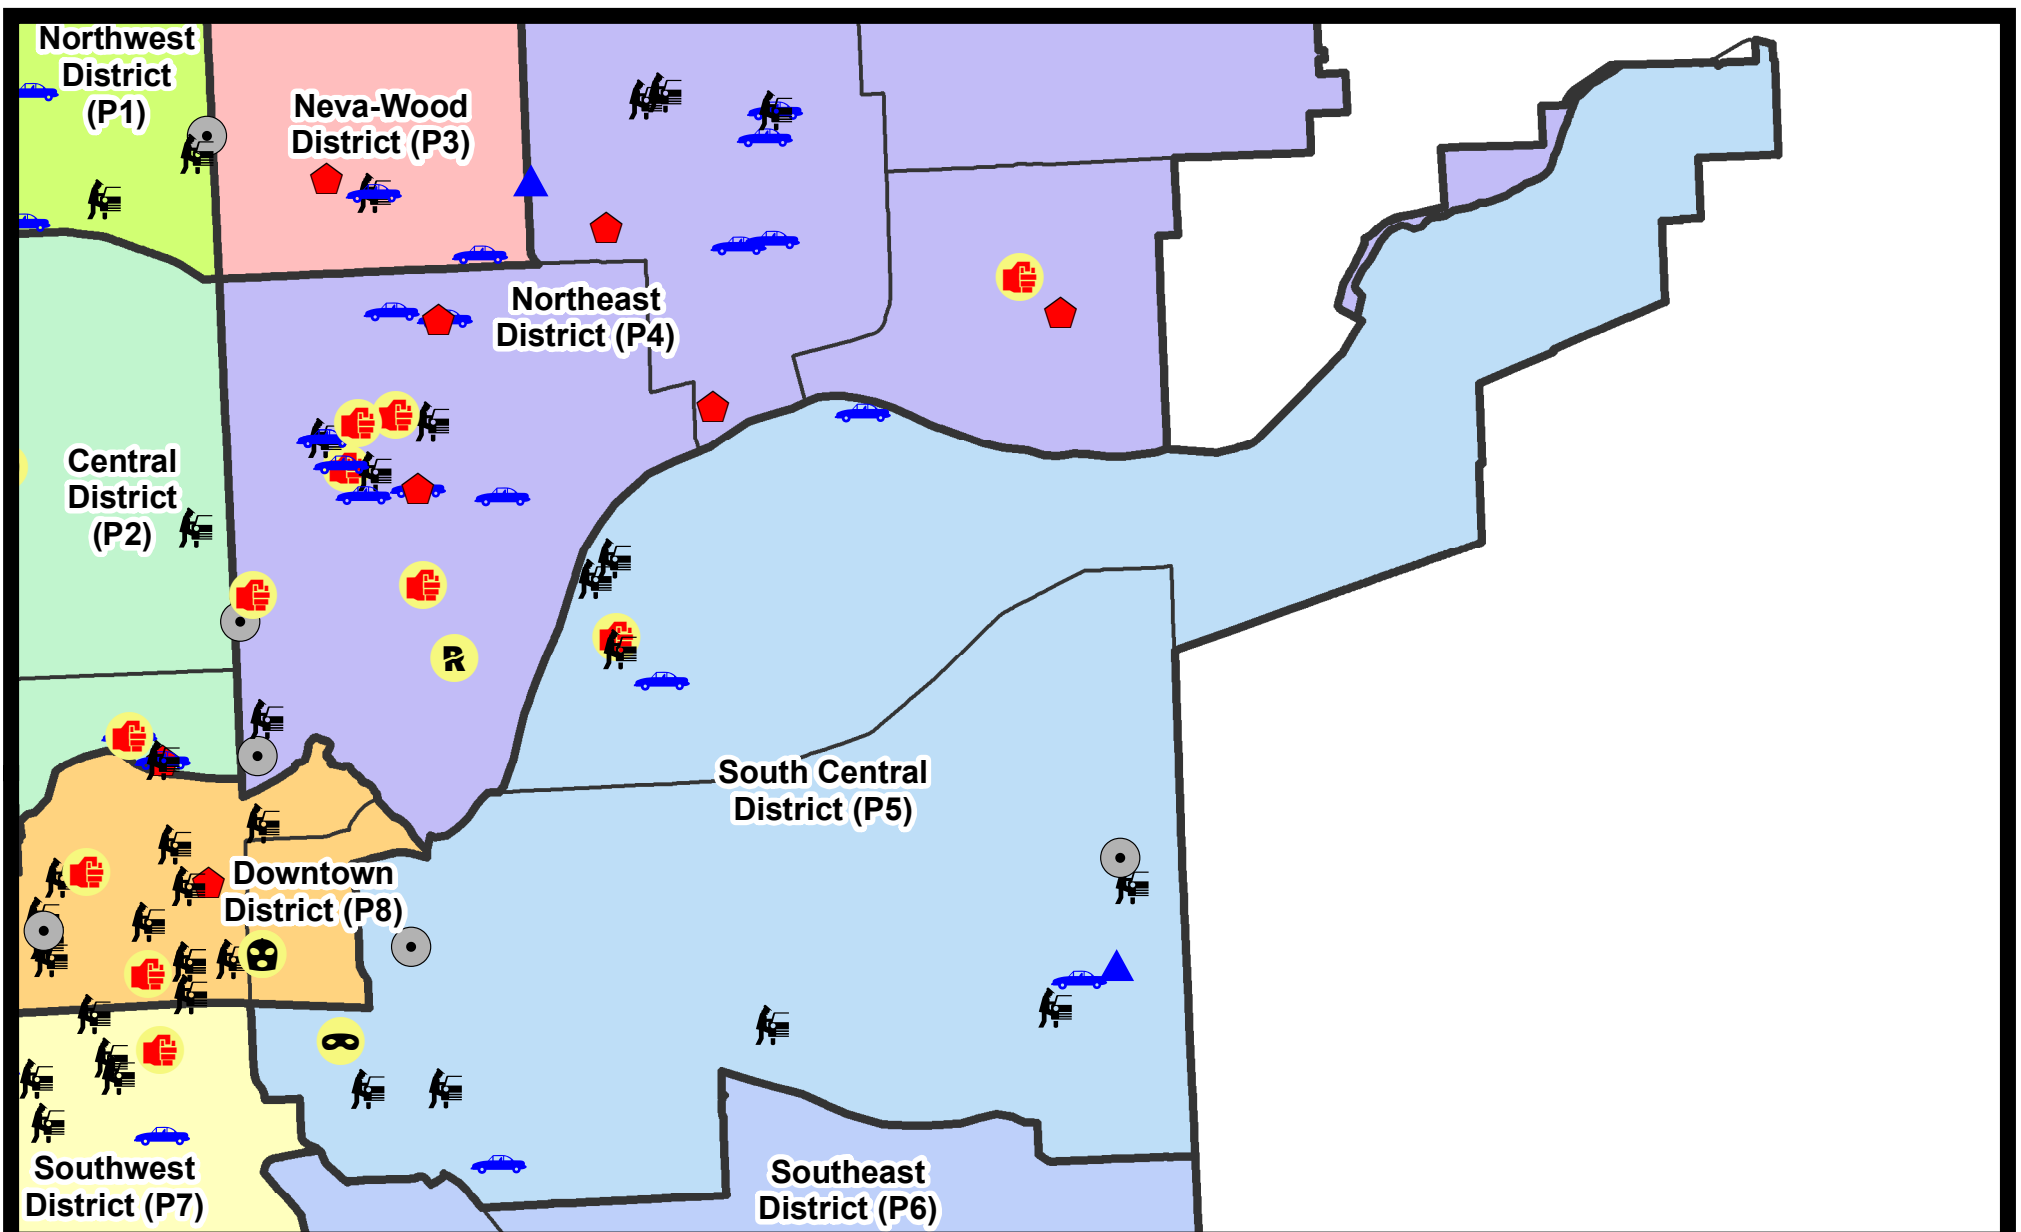 Northwest
District
(P1)
Neva-Wood
District (P3)
Northeast
District (P4)
Central
District
(P2)
South Central
District (P5)
Downtown
District (P8)
R
Southwest
District (P7)
Southeast
District (P6)